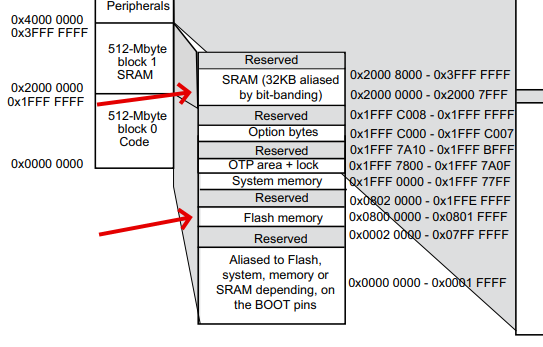 Peripherals
0x4000 0000
0x3FFF FFFF
512-Mbyte
block 1
SRAM
0x2000 0000
0x1FFF FFFF
512-Mbyte
block 0
Code
0x0000 0000
Reserved
SRAM (32KB aliased
by bit-banding)
Reserved
Option bytes
Reserved
OTP area + lock
System memory
Reserved
Flash memory
Reserved
Aliased to Flash,
system, memory or
SRAM depending, on
the BOOT pins
0x2000 8000 - 0x3FFF FFFF
0x2000 0000 - 0x2000 7FFF
0x1FFF C008 - 0x1FFF FFFF
0x1FFF C000 - 0x1FFF C007
0x1FFF 7A10 - 0x1FFF BFFF
0x1FFF 7800 - 0x1FFF 7A0F
0x1FFF 0000 - 0x1FFF 77FF
0x0802 0000 - 0x1FFE FFFF
0x0800 0000 - 0x0801 FFFF
0x0002 0000 - 0x07FF FFFF
0x0000 0000 - 0x0001 FFFF